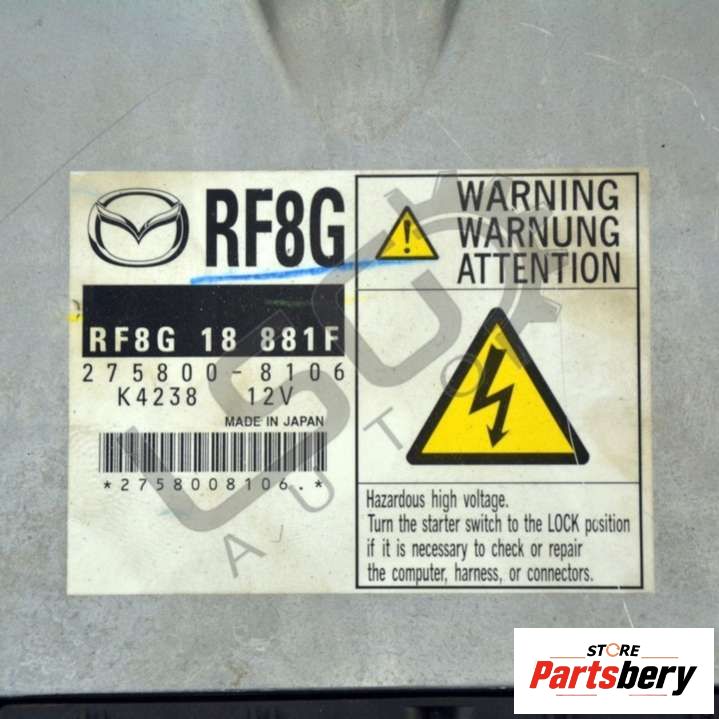 RF8G
RF8G 18 881F
275800-8106
K4238 12V
MADE IN JAPAN
*2758008106.*
WARNING
WARNUNG
ATTENTION
Hazardous high voltage.
Turn the starter switch to the LOCK position
if it is necessary to check or repair
the computer, harness, or connectors.
LSC
AUTO
STORE
Partsbery